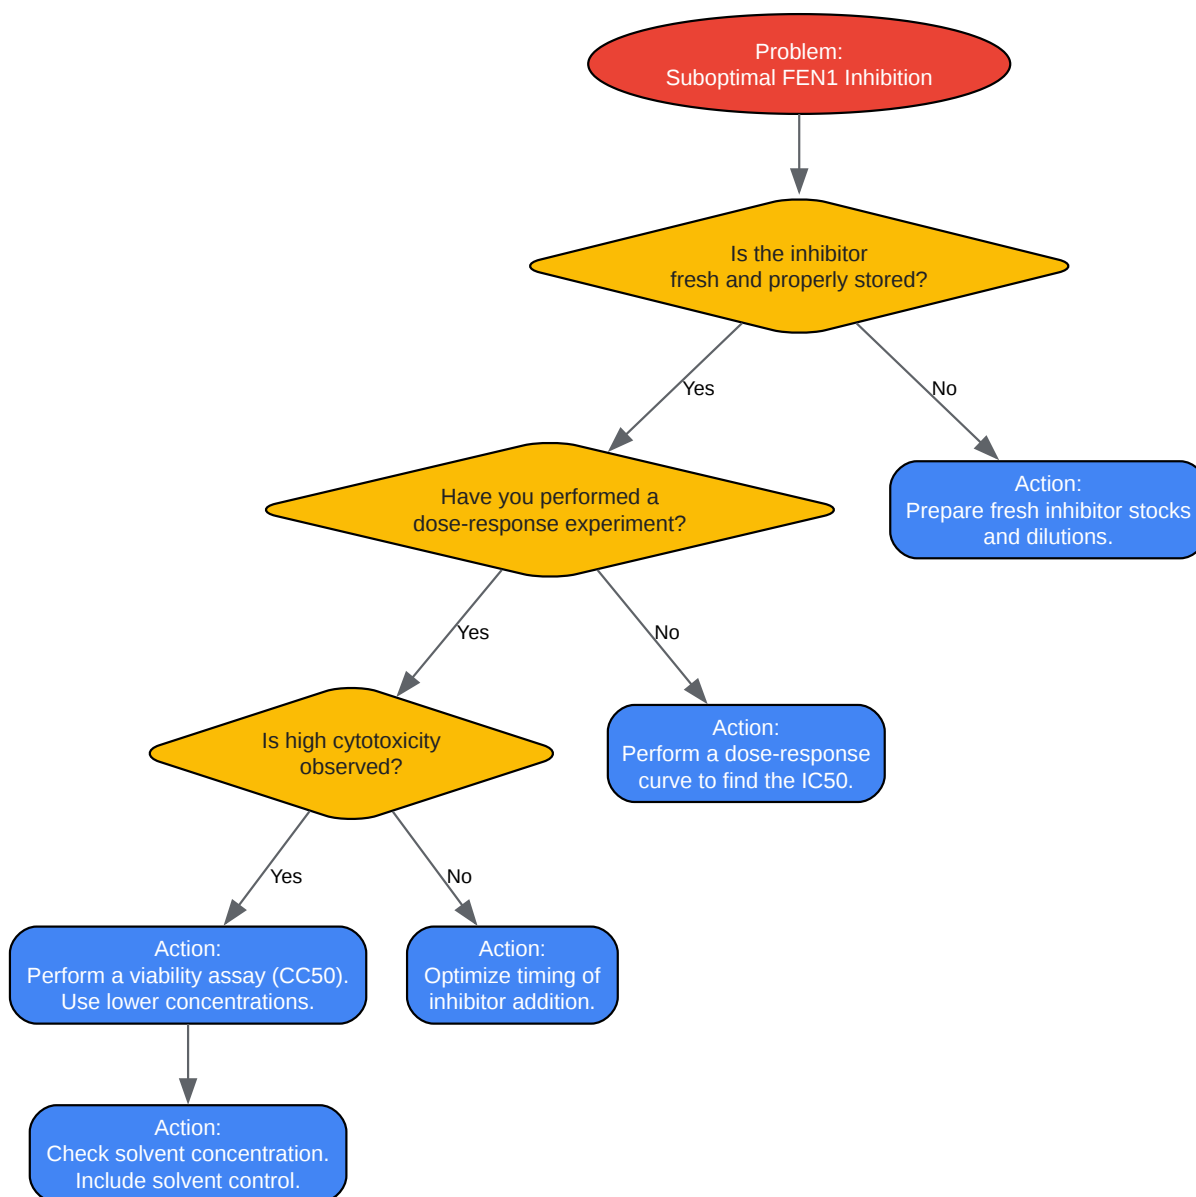 Problem:
Suboptimal FEN1 Inhibition
Is the inhibitor
fresh and properly stored?
Yes
No
Have you performed a
dose-response experiment?
Action:
Prepare fresh inhibitor stocks
and dilutions.
Yes
No
Is high cytotoxicity
observed?
Action:
Perform a dose-response
curve to find the IC50.
Yes
No
Action:
Perform a viability assay (CC50).
Use lower concentrations.
Action:
Optimize timing of
inhibitor addition.
Action:
Check solvent concentration.
Include solvent control.